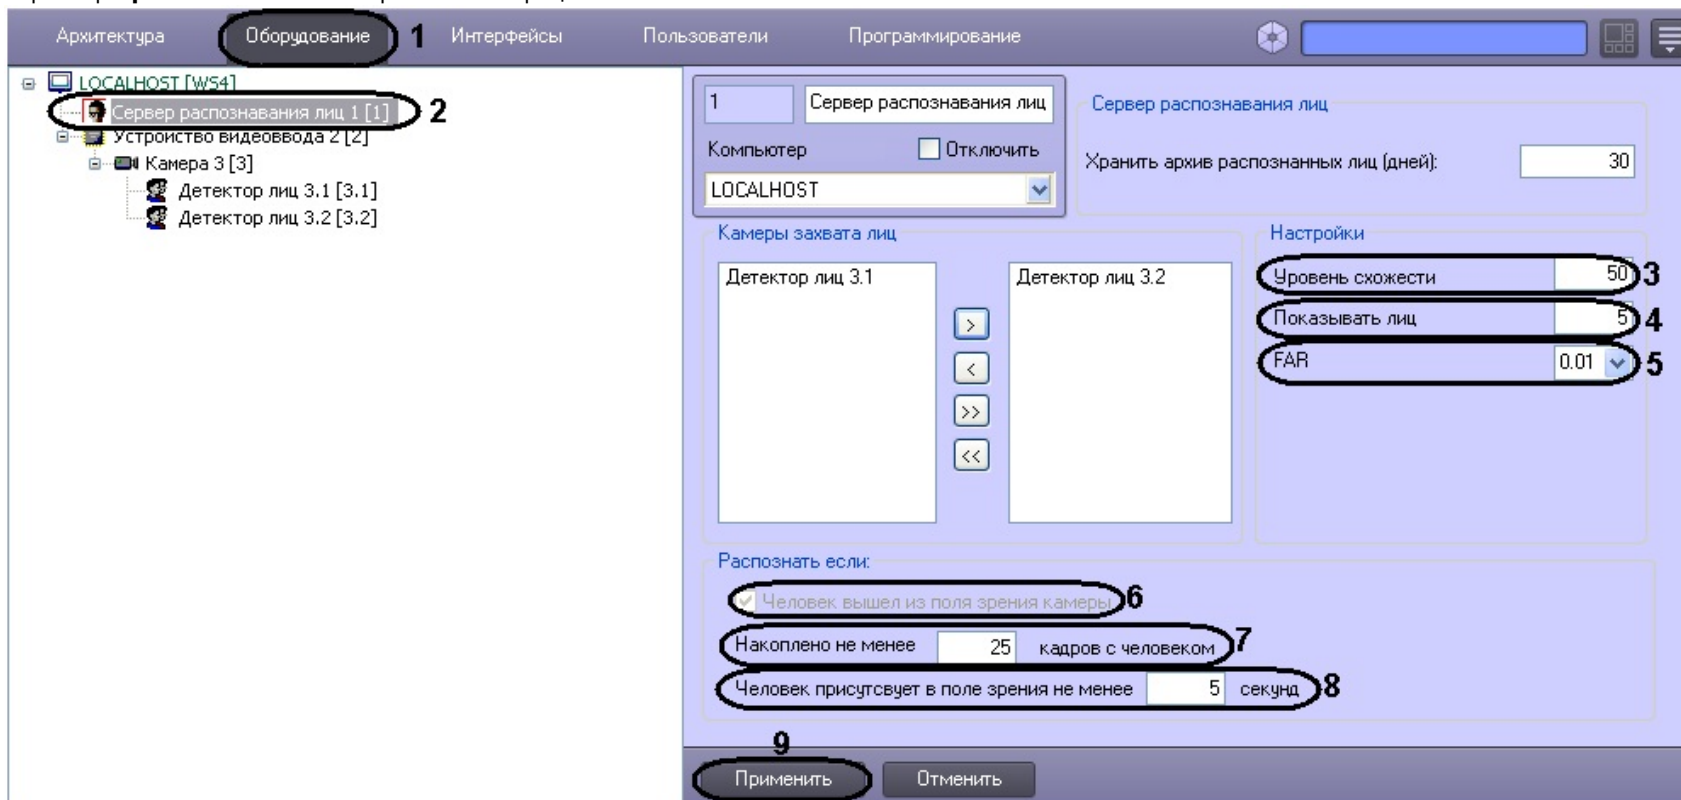 Архитектура Оборудование 1 Интерфейсы Пользователи Программирование
LOCALHOST [WS4]
Сервер распознавания лиц 1 [1] 2
Устройство видеоввода 2 [2]
Камера 3 [3]
Детектор лиц 3.1 [3.1]
Детектор лиц 3.2 [3.2]
1 Сервер распознавания лиц
Компьютер Отключить
LOCALHOST
Сервер распознавания лиц
Хранить архив распознанных лиц (дней): 30
Камеры захвата лиц
Детектор лиц 3.1
>
<
>>
<<
Детектор лиц 3.2
Настройки
Уровень схожести 50 3
Показывать лиц 5 4
FAR 0.01 5
Распознать если:
Человек вышел из поля зрения камеры 6
Накоплено не менее 25 кадров с человеком 7
Человек присутсвует в поле зрения не менее 5 секунд 8
9
Применить Отменить